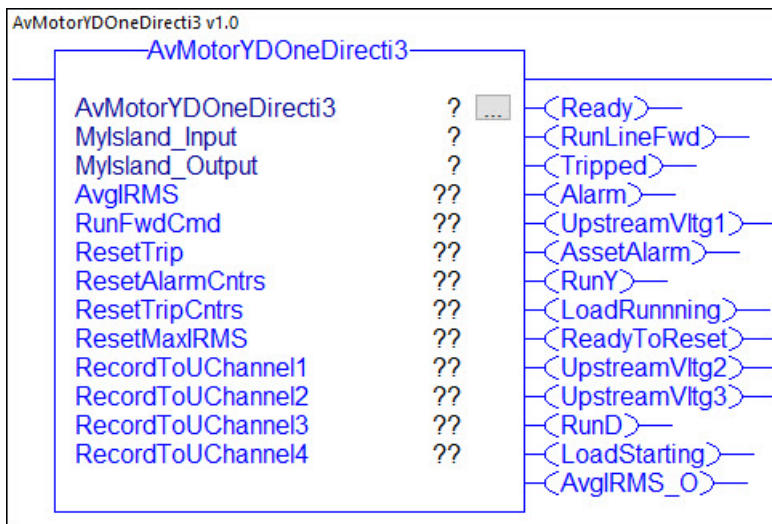 AvMotorYDOneDirecti3 v1.0
AvMotorYDOneDirecti3
AvMotorYDOneDirecti3 ? ... Ready
MyIsland_Input ? RunLineFwd
MyIsland_Output ? Tripped
AvgIRMS ?? Alarm
RunFwdCmd ?? UpstreamVltg1
ResetTrip ?? AssetAlarm
ResetAlarmCntrs ?? RunY
ResetTripCntrs ?? LoadRunnning
ResetMaxIRMS ?? ReadyToReset
RecordToUChannel1 ?? UpstreamVltg2
RecordToUChannel2 ?? UpstreamVltg3
RecordToUChannel3 ?? RunD
RecordToUChannel4 ?? LoadStarting
AvgIRMS_O